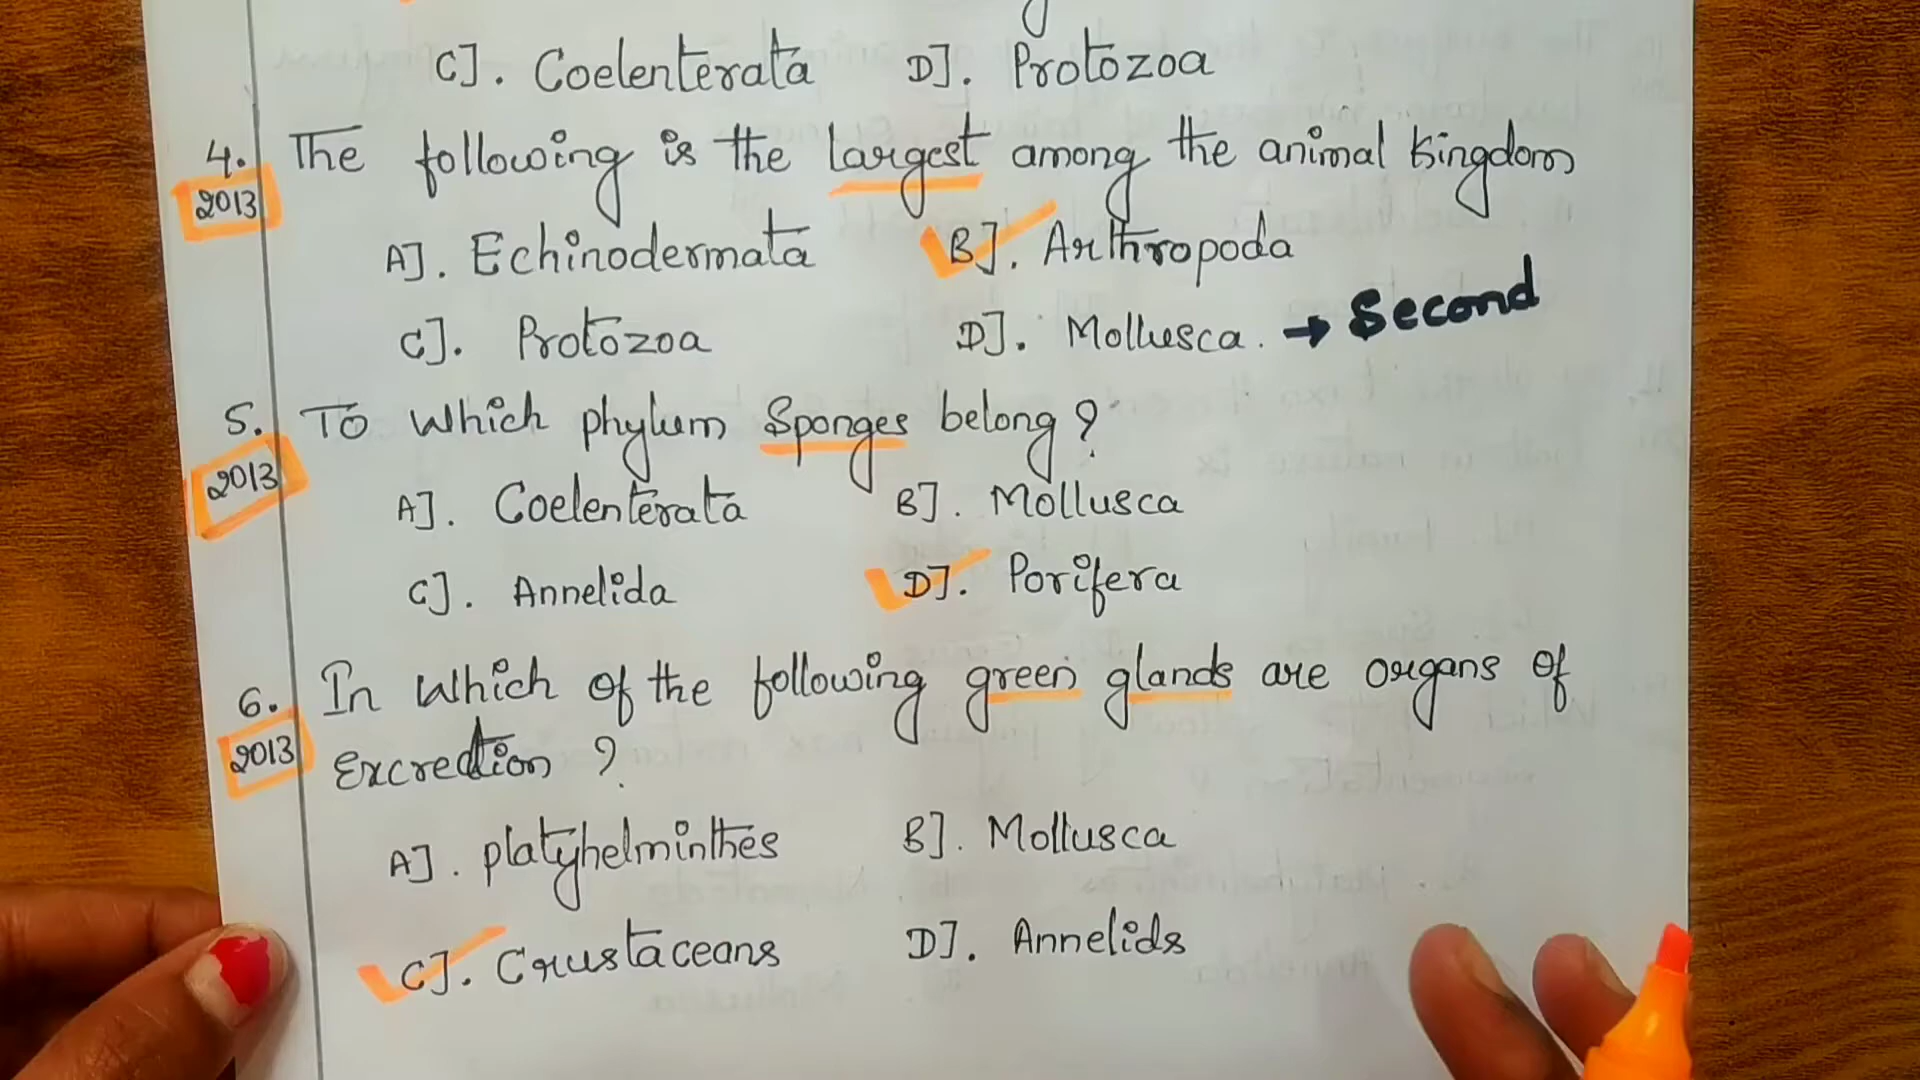 C]. Coelenterata D]. Protozoa
4. The following is the largest among the animal kingdom
2013
A]. Echinodermata B]. Arthropoda
C]. Protozoa D]. Mollusca. → Second
5. To which phylum Sponges belong?
2013
A]. Coelenterata B]. Mollusca
C]. Annelida D]. Porifera
6. In which of the following green glands are organs of
2013 Excredtion?
A]. platyhelminthes B]. Mollusca
C]. Crustaceans D]. Annelids